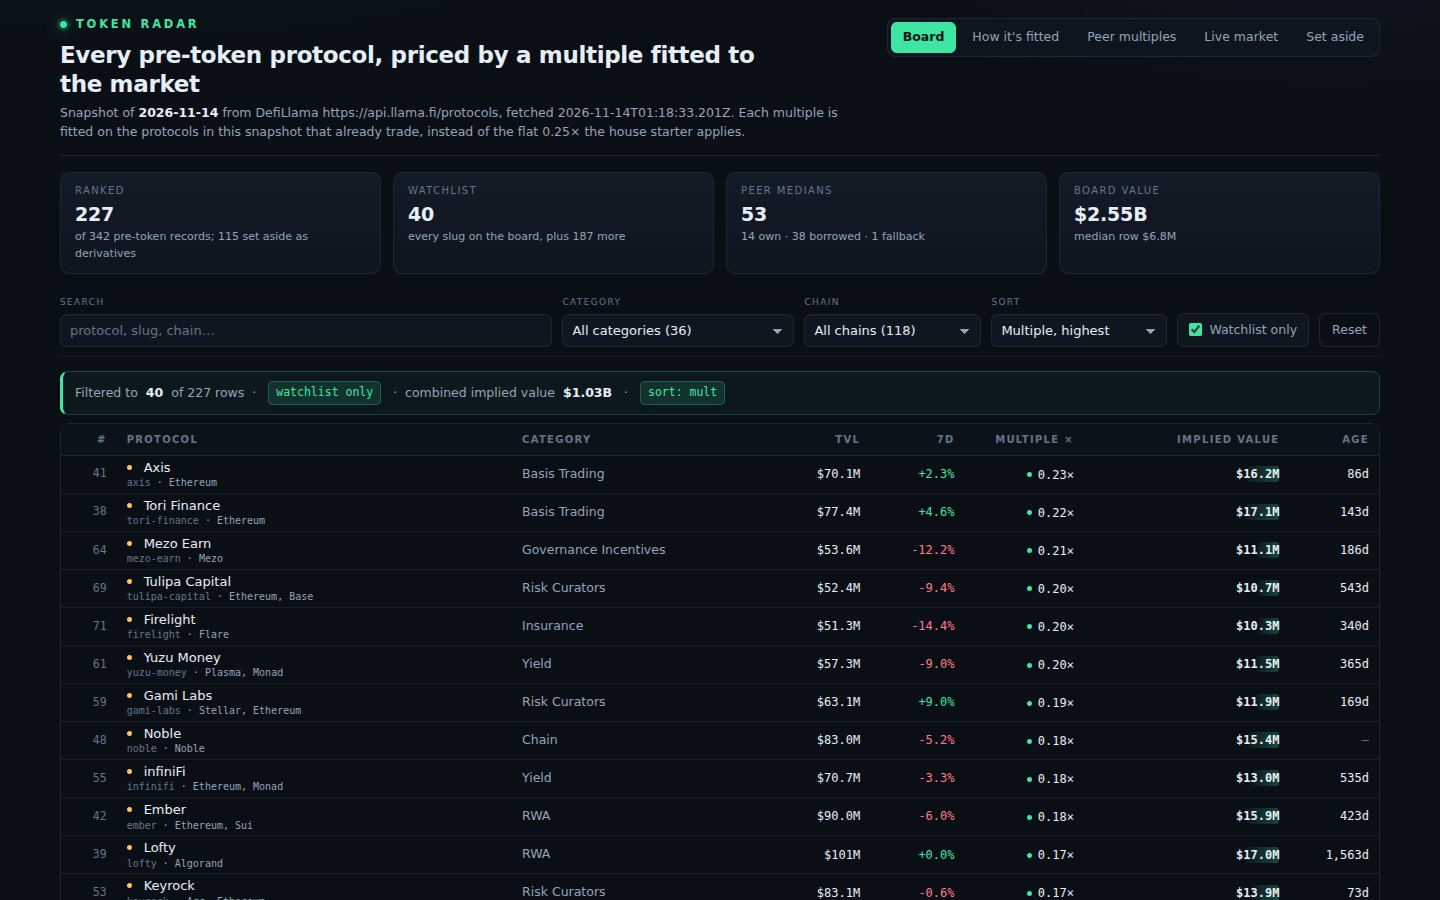 TOKEN RADAR
Every pre-token protocol, priced by a multiple fitted to
the market
Snapshot of 2026-11-14 from DefiLlama https://api.llama.fi/protocols, fetched 2026-11-14T01:18:33.201Z. Each multiple is
fitted on the protocols in this snapshot that already trade, instead of the flat 0.25× the house starter applies.
Board How it's fitted Peer multiples Live market Set aside
RANKED
227
of 342 pre-token records; 115 set aside as
derivatives
WATCHLIST
40
every slug on the board, plus 187 more
PEER MEDIANS
53
14 own · 38 borrowed · 1 fallback
BOARD VALUE
$2.55B
median row $6.8M
SEARCH CATEGORY CHAIN SORT
protocol, slug, chain... All categories (36) All chains (118) Multiple, highest Watchlist only Reset
Filtered to 40 of 227 rows · watchlist only · combined implied value $1.03B · sort: mult
# PROTOCOL CATEGORY TVL 7D MULTIPLE × IMPLIED VALUE AGE
41 Axis Basis Trading $70.1M +2.3% 0.23× $16.2M 86d
axis · Ethereum
38 Tori Finance Basis Trading $77.4M +4.6% 0.22× $17.1M 143d
tori-finance · Ethereum
64 Mezo Earn Governance Incentives $53.6M -12.2% 0.21× $11.1M 186d
mezo-earn · Mezo
69 Tulipa Capital Risk Curators $52.4M -9.4% 0.20× $10.7M 543d
tulipa-capital · Ethereum, Base
71 Firelight Insurance $51.3M -14.4% 0.20× $10.3M 340d
firelight · Flare
61 Yuzu Money Yield $57.3M -9.0% 0.20× $11.5M 365d
yuzu-money · Plasma, Monad
59 Gami Labs Risk Curators $63.1M +9.0% 0.19× $11.9M 169d
gami-labs · Stellar, Ethereum
48 Noble Chain $83.0M -5.2% 0.18× $15.4M –
noble · Noble
55 infiniFi Yield $70.7M -3.3% 0.18× $13.0M 535d
infinifi · Ethereum, Monad
42 Ember RWA $90.0M -6.0% 0.18× $15.9M 423d
ember · Ethereum, Sui
39 Lofty RWA $101M +0.0% 0.17× $17.0M 1,563d
lofty · Algorand
53 Keyrock Risk Curators $83.1M -0.6% 0.17× $13.9M 73d